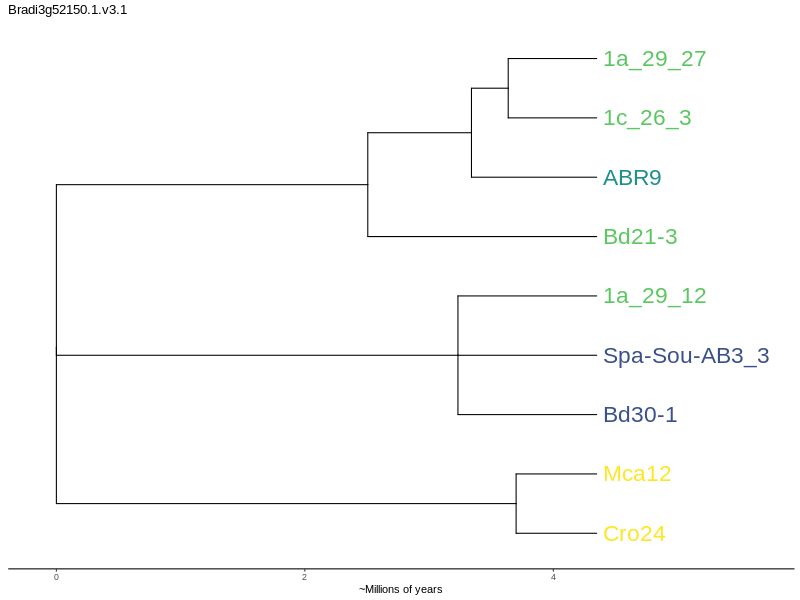 Bradi3g52150.1.v3.1
1a_29_27
1c_26_3
ABR9
Bd21-3
1a_29_12
Spa-Sou-AB3_3
Bd30-1
Mca12
Cro24
0 2 4
~Millions of years